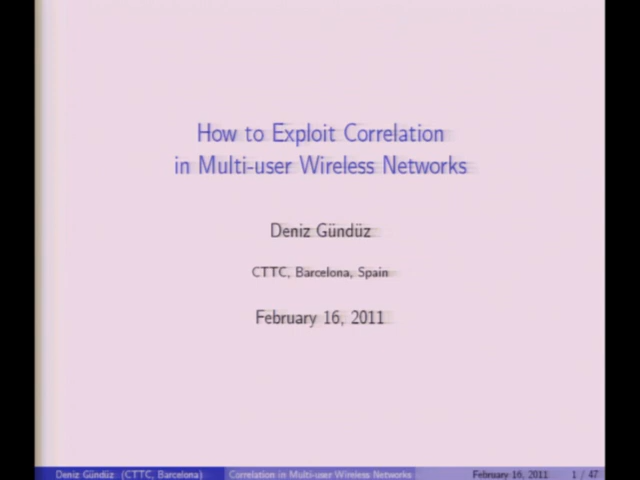 How to Exploit Correlation
in Multi-user Wireless Networks
Deniz Gündüz
CTTC, Barcelona, Spain
February 16, 2011
Deniz Gündüz (CTTC, Barcelona) Correlation in Multi-user Wireless Networks February 16, 2011 1 / 47